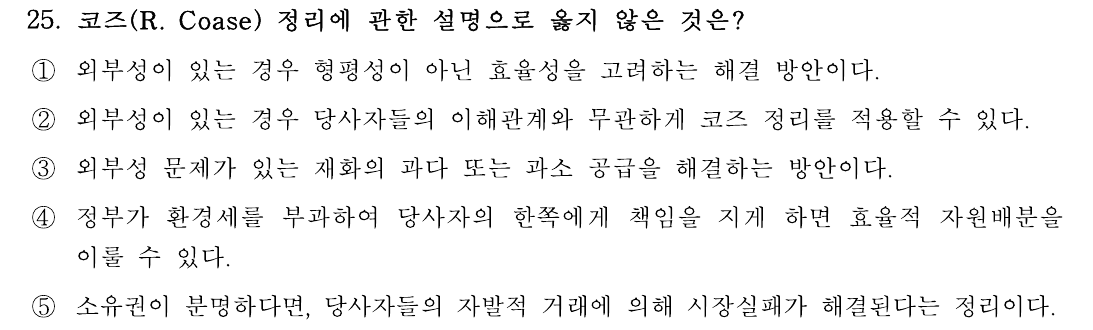 25. 코즈(R. Coase) 정리에 관한 설명으로 옳지 않은 것은?
① 외부성이 있는 경우 형평성이 아닌 효율성을 고려하는 해결 방안이다.
② 외부성이 있는 경우 당사자들의 이해관계와 무관하게 코즈 정리를 적용할 수 있다.
③ 외부성 문제가 있는 재화의 과다 또는 과소 공급을 해결하는 방안이다.
④ 정부가 환경세를 부과하여 당사자의 한쪽에게 책임을 지게 하면 효율적 자원배분을
이룰 수 있다.
⑤ 소유권이 분명하다면, 당사자들의 자발적 거래에 의해 시장실패가 해결된다는 정리이다.